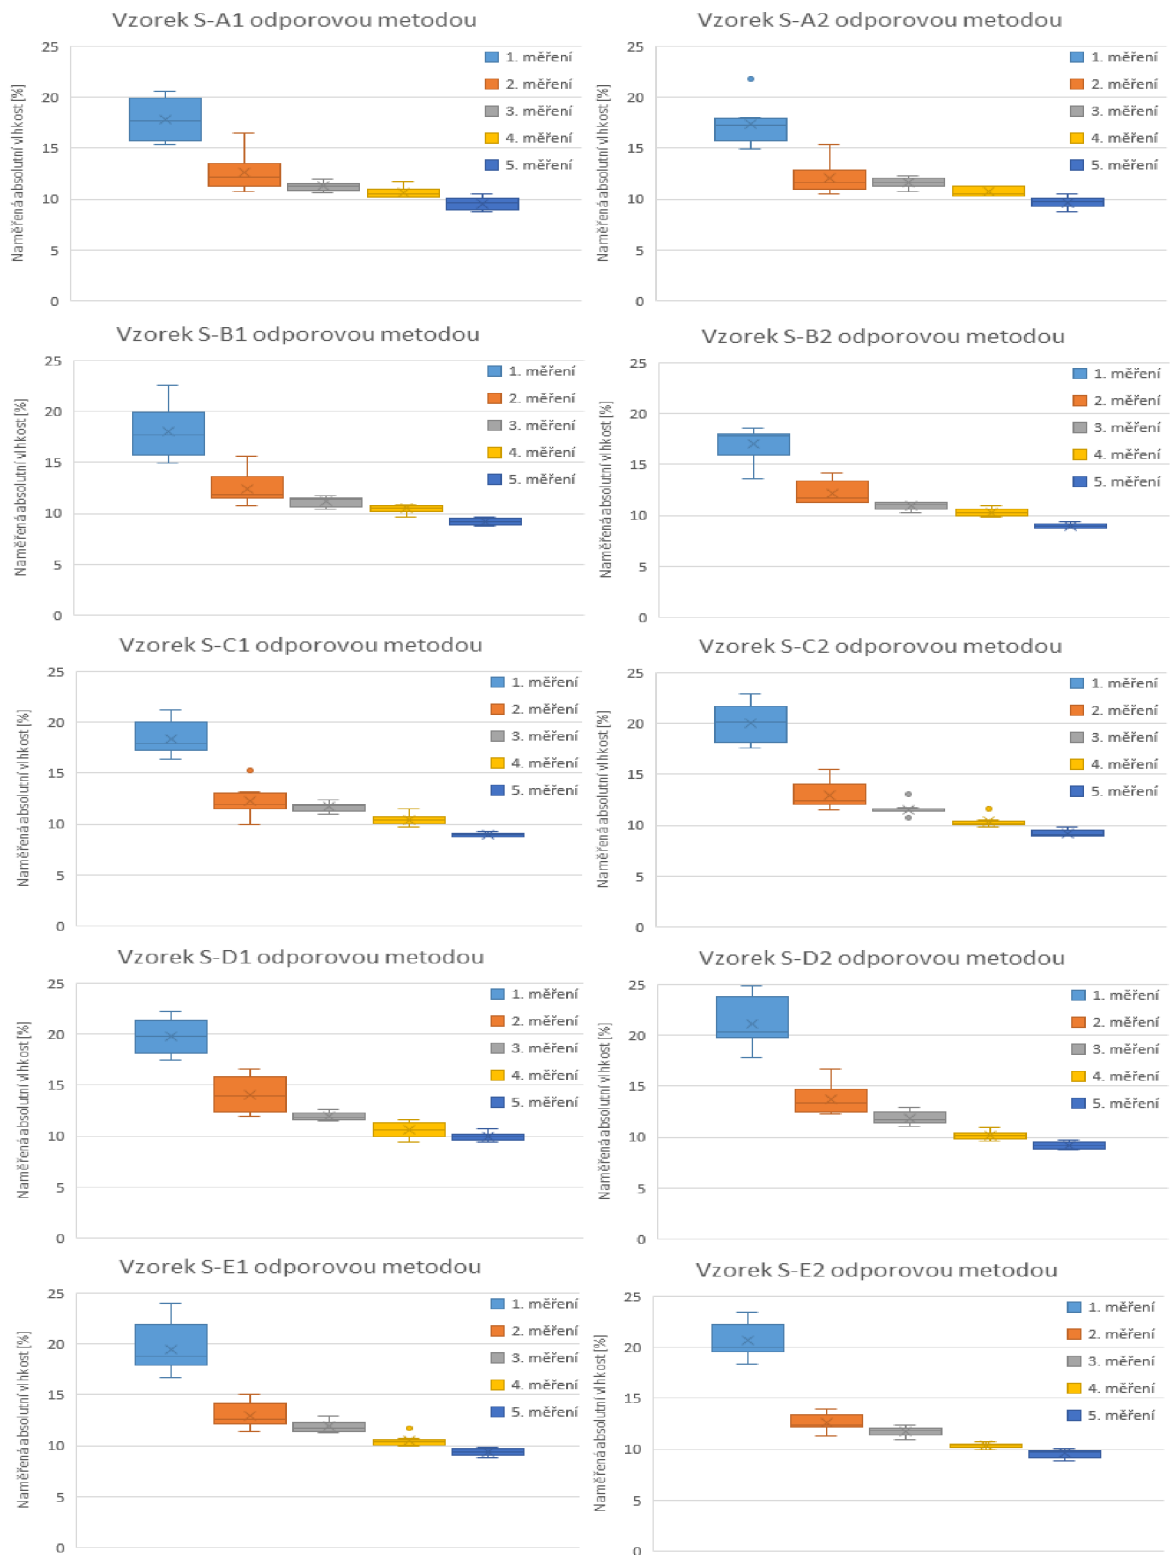 Vzorek S-A1 odporovou metodou
Naměřená absolutní vlhkost [%]
25
20
15
10
5
0
1. měření
2. měření
3. měření
4. měření
5. měření
Vzorek S-A2 odporovou metodou
Naměřená absolutní vlhkost [%]
25
20
15
10
5
0
1. měření
2. měření
3. měření
4. měření
5. měření
Vzorek S-B1 odporovou metodou
Naměřená absolutní vlhkost [%]
25
20
15
10
5
0
1. měření
2. měření
3. měření
4. měření
5. měření
Vzorek S-B2 odporovou metodou
Naměřená absolutní vlhkost [%]
25
20
15
10
5
0
1. měření
2. měření
3. měření
4. měření
5. měření
Vzorek S-C1 odporovou metodou
Naměřená absolutní vlhkost [%]
25
20
15
10
5
0
1. měření
2. měření
3. měření
4. měření
5. měření
Vzorek S-C2 odporovou metodou
Naměřená absolutní vlhkost [%]
25
20
15
10
5
0
1. měření
2. měření
3. měření
4. měření
5. měření
Vzorek S-D1 odporovou metodou
Naměřená absolutní vlhkost [%]
25
20
15
10
5
0
1. měření
2. měření
3. měření
4. měření
5. měření
Vzorek S-D2 odporovou metodou
Naměřená absolutní vlhkost [%]
25
20
15
10
5
0
1. měření
2. měření
3. měření
4. měření
5. měření
Vzorek S-E1 odporovou metodou
Naměřená absolutní vlhkost [%]
25
20
15
10
5
0
1. měření
2. měření
3. měření
4. měření
5. měření
Vzorek S-E2 odporovou metodou
Naměřená absolutní vlhkost [%]
25
20
15
10
5
0
1. měření
2. měření
3. měření
4. měření
5. měření